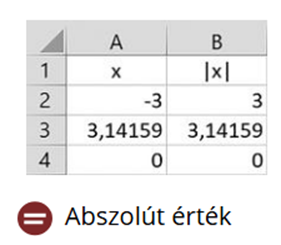 A B
1 x |x|
2 -3 3
3 3,14159 3,14159
4 0 0
= Abszolút érték